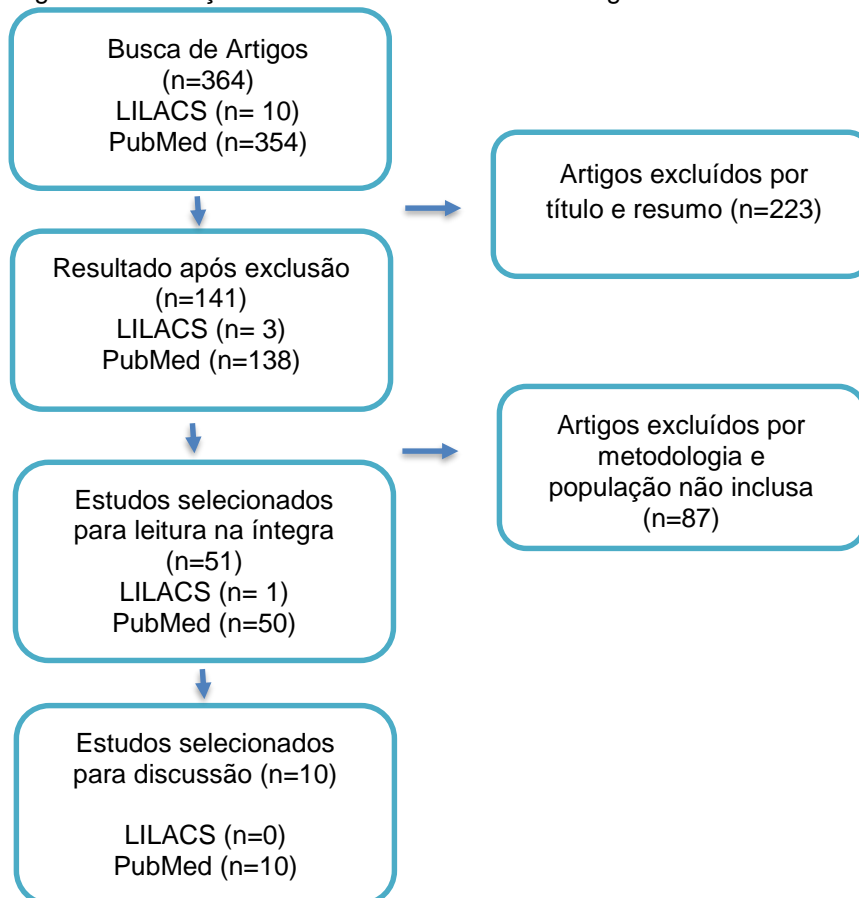 Busca de Artigos
(n=364)
LILACS (n= 10)
PubMed (n=354)
Artigos excluídos por
título e resumo (n=223)
Resultado após exclusão
(n=141)
LILACS (n= 3)
PubMed (n=138)
Artigos excluídos por
metodologia e
população não inclusa
(n=87)
Estudos selecionados
para leitura na íntegra
(n=51)
LILACS (n= 1)
PubMed (n=50)
Estudos selecionados
para discussão (n=10)
LILACS (n=0)
PubMed (n=10)